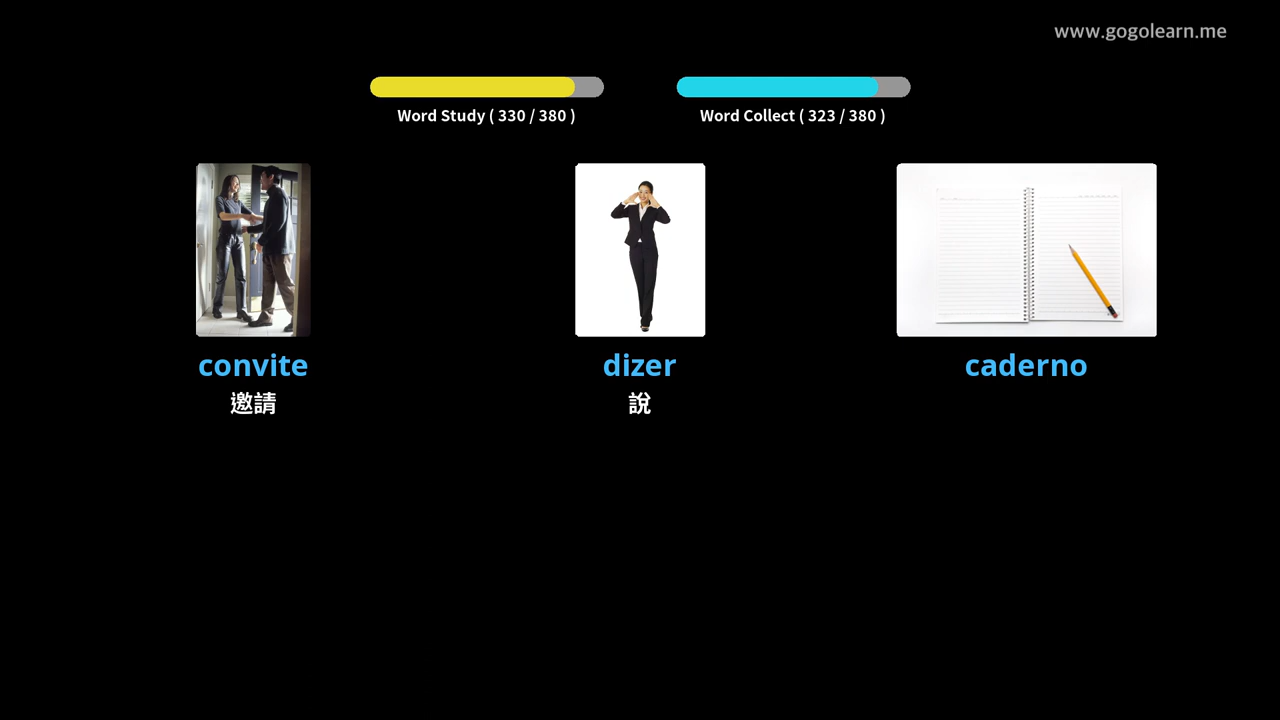 www.gogolearn.me
Word Study ( 330 / 380 )
Word Collect ( 323 / 380 )
convite
邀請
dizer
說
caderno